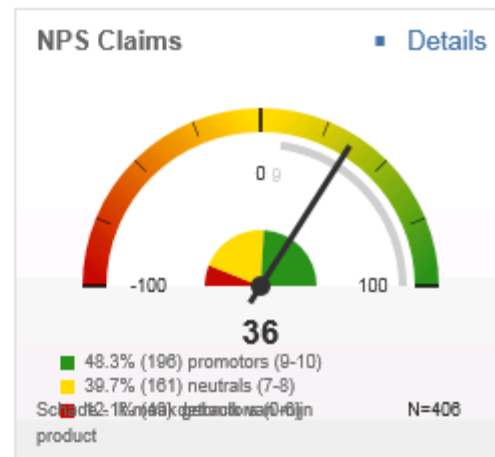 NPS Claims
Details
0 9
-100
100
36
48.3% (196) promotors (9-10)
39.7% (161) neutrals (7-8)
N=406
product